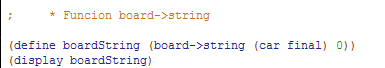 ;     * Funcion board->string
(define boardString (board->string (car final) 0))
(display boardString)